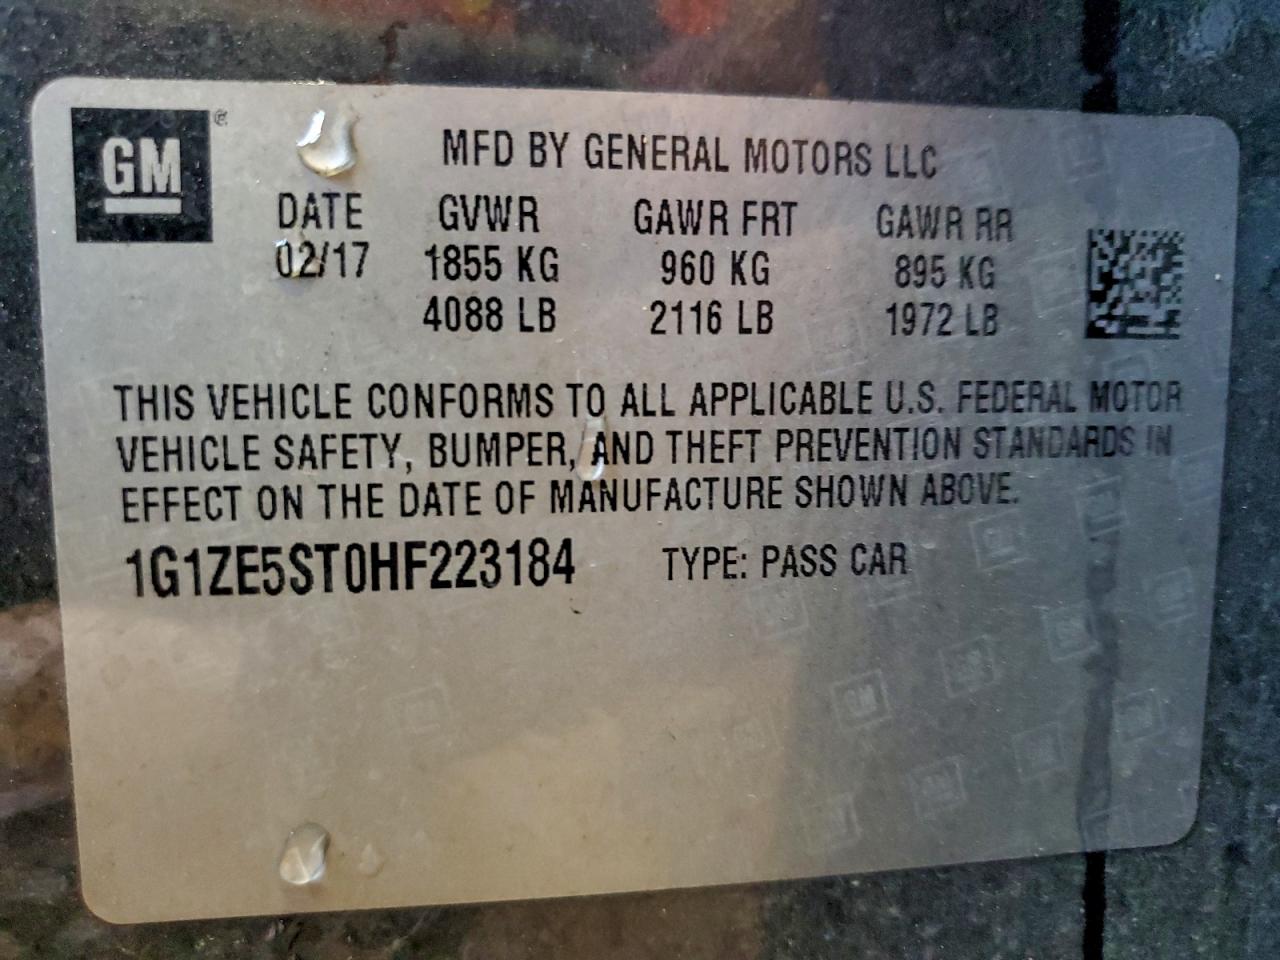 GM
MFD BY GENERAL MOTORS LLC
DATE GVWR GAWR FRT GAWR RR
02/17 1855 KG 960 KG 895 KG
4088 LB 2116 LB 1972 LB
THIS VEHICLE CONFORMS TO ALL APPLICABLE U.S. FEDERAL MOTOR
VEHICLE SAFETY, BUMPER, AND THEFT PREVENTION STANDARDS IN
EFFECT ON THE DATE OF MANUFACTURE SHOWN ABOVE.
1G1ZE5ST0HF223184 TYPE: PASS CAR